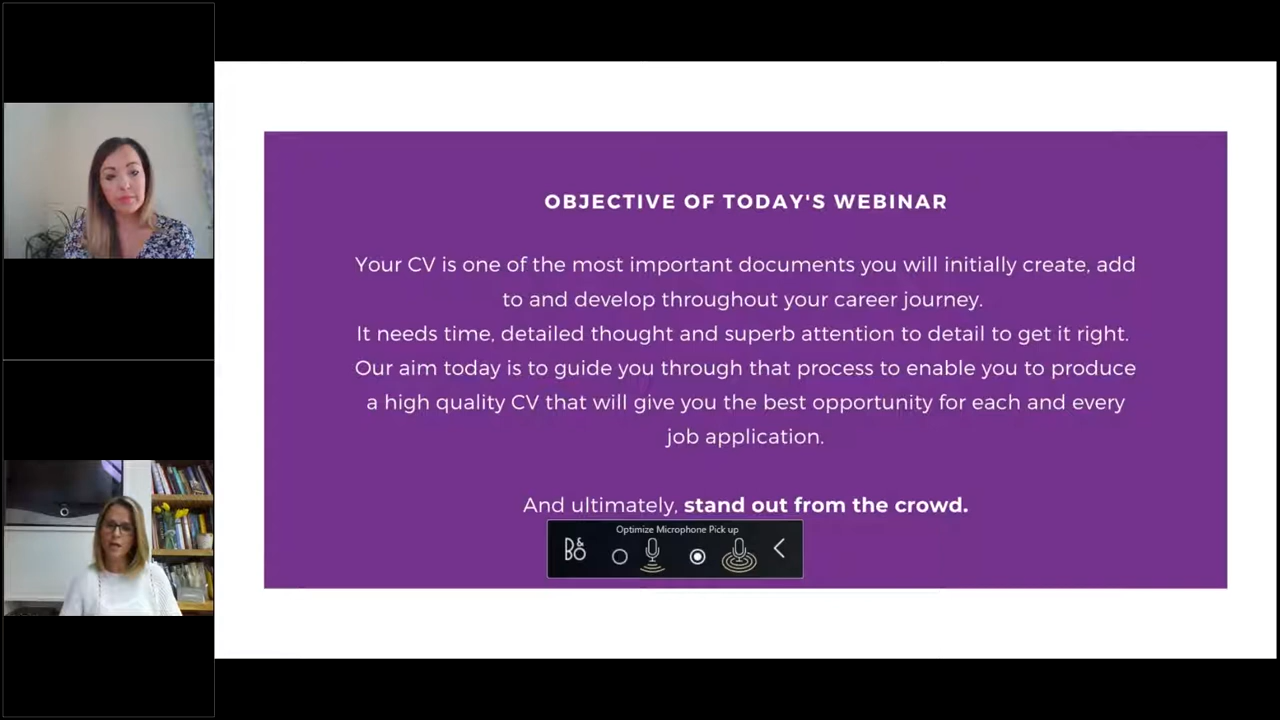 OBJECTIVE OF TODAY'S WEBINAR
Your CV is one of the most important documents you will initially create, add
to and develop throughout your career journey.
It needs time, detailed thought and superb attention to detail to get it right.
Our aim today is to guide you through that process to enable you to produce
a high quality CV that will give you the best opportunity for each and every
job application.
And ultimately, stand out from the crowd.
Optimize Microphone Pick up
B&O